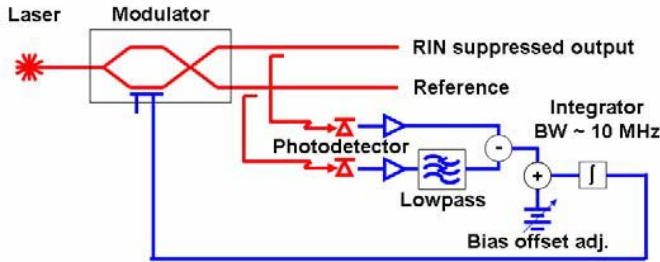 Laser
Modulator
RIN suppressed output
Reference
Integrator
BW ~ 10 MHz
Photodetector
-
+
∫
Lowpass
Bias offset adj.